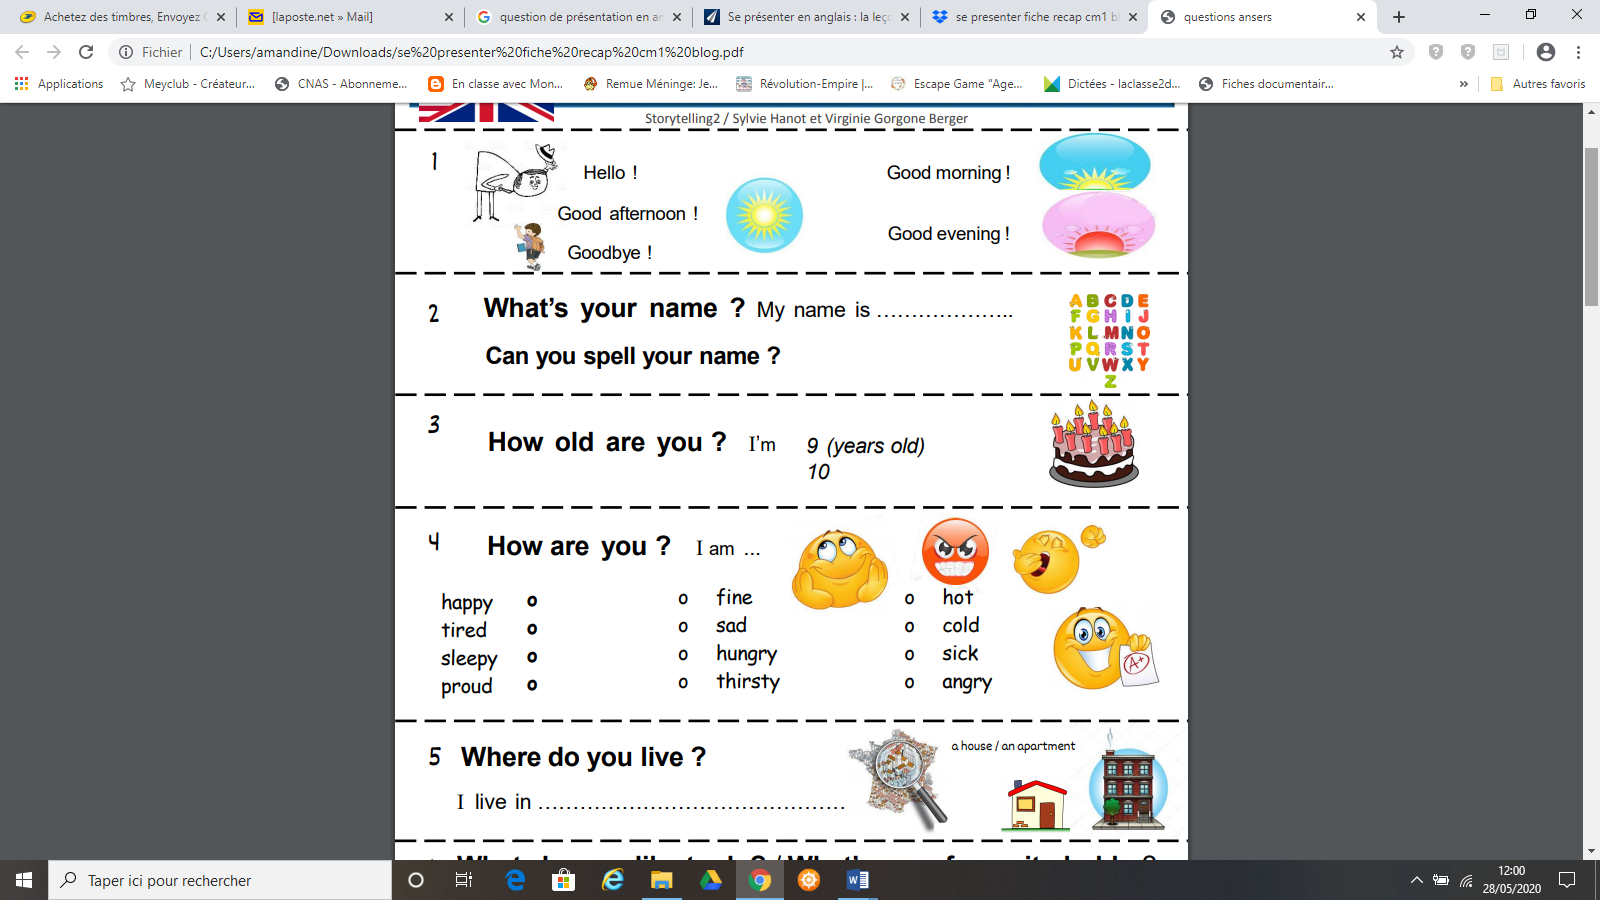 Achetez des timbres, Envoyez
[laposte.net » Mail]
question de présentation en an
Se présenter en anglais : la leço
se presenter fiche recap cm1 b
questions ansers
Fichier
C:/Users/amandine/Downloads/se%20presenter%20fiche%20recap%20cm1%20blog.pdf
Applications
Meyclub - Créateur...
CNAS - Abonneme...
En classe avec Mon...
Remue Méninge: Je...
Révolution-Empire |...
Escape Game "Age...
Dictées - laclasse2d...
Fiches documentair...
»
Autres favoris
Storytelling2 / Sylvie Hanot et Virginie Gorgone Berger
1
Hello !
Good morning !
Good afternoon !
Good evening !
Goodbye !
2
What's your name ? My name is ………………..
Can you spell your name ?
A B C D E
F G H I J
K L M N O
P Q R S T
U V W X Y
Z
3
How old are you ? I'm 9 (years old)
10
4
How are you ? I am ...
happy o
o fine
o hot
tired o
o sad
o cold
sleepy o
o hungry
o sick
proud o
o thirsty
o angry
A+
5 Where do you live ?
a house / an apartment
I live in ………………………………………
Taper ici pour rechercher
12:00
28/05/2020